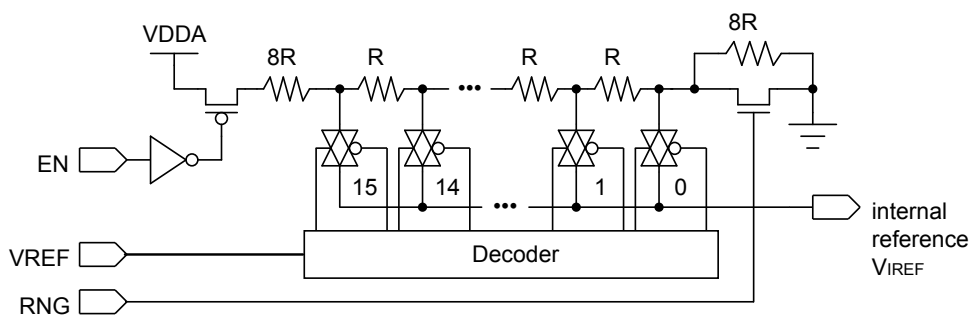 8R
VDDA
8R
R
...
R
R
EN
15
14
...
1
0
internal
reference
VIREF
VREF
Decoder
RNG